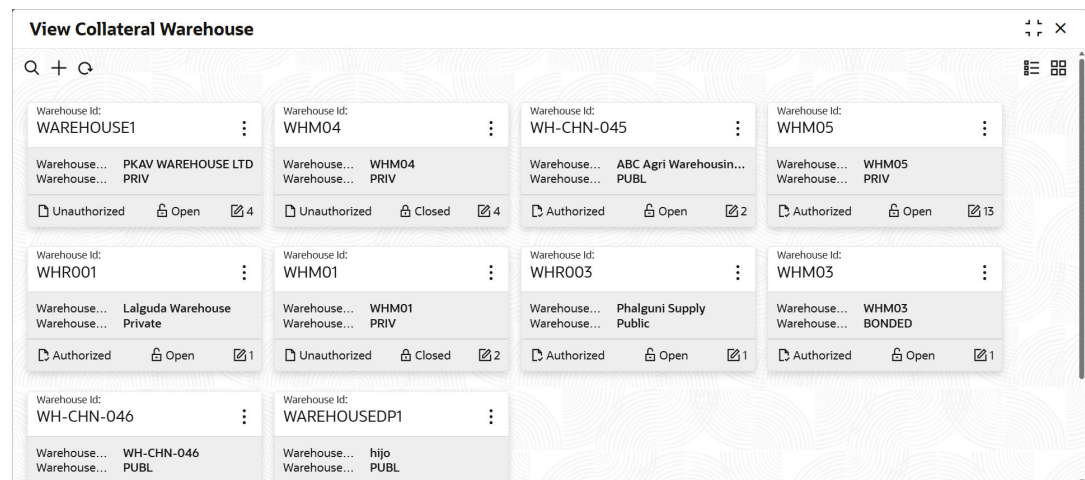 View Collateral Warehouse
Warehouse Id:
WAREHOUSE1
Warehouse... PKAV WAREHOUSE LTD
Warehouse... PRIV
Unauthorized Open 4
Warehouse Id:
WHM04
Warehouse... WHM04
Warehouse... PRIV
Unauthorized Closed 4
Warehouse Id:
WH-CHN-045
Warehouse... ABC Agri Warehousin...
Warehouse... PUBL
Authorized Open 2
Warehouse Id:
WHM05
Warehouse... WHM05
Warehouse... PRIV
Authorized Open 13
Warehouse Id:
WHR001
Warehouse... Lalguda Warehouse
Warehouse... Private
Authorized Open 1
Warehouse Id:
WHM01
Warehouse... WHM01
Warehouse... PRIV
Unauthorized Closed 2
Warehouse Id:
WHR003
Warehouse... Phalguni Supply
Warehouse... Public
Authorized Open 1
Warehouse Id:
WHM03
Warehouse... WHM03
Warehouse... BONDED
Authorized Open 1
Warehouse Id:
WH-CHN-046
Warehouse... WH-CHN-046
Warehouse... PUBL
Warehouse Id:
WAREHOUSEDP1
Warehouse... hijo
Warehouse... PUBL